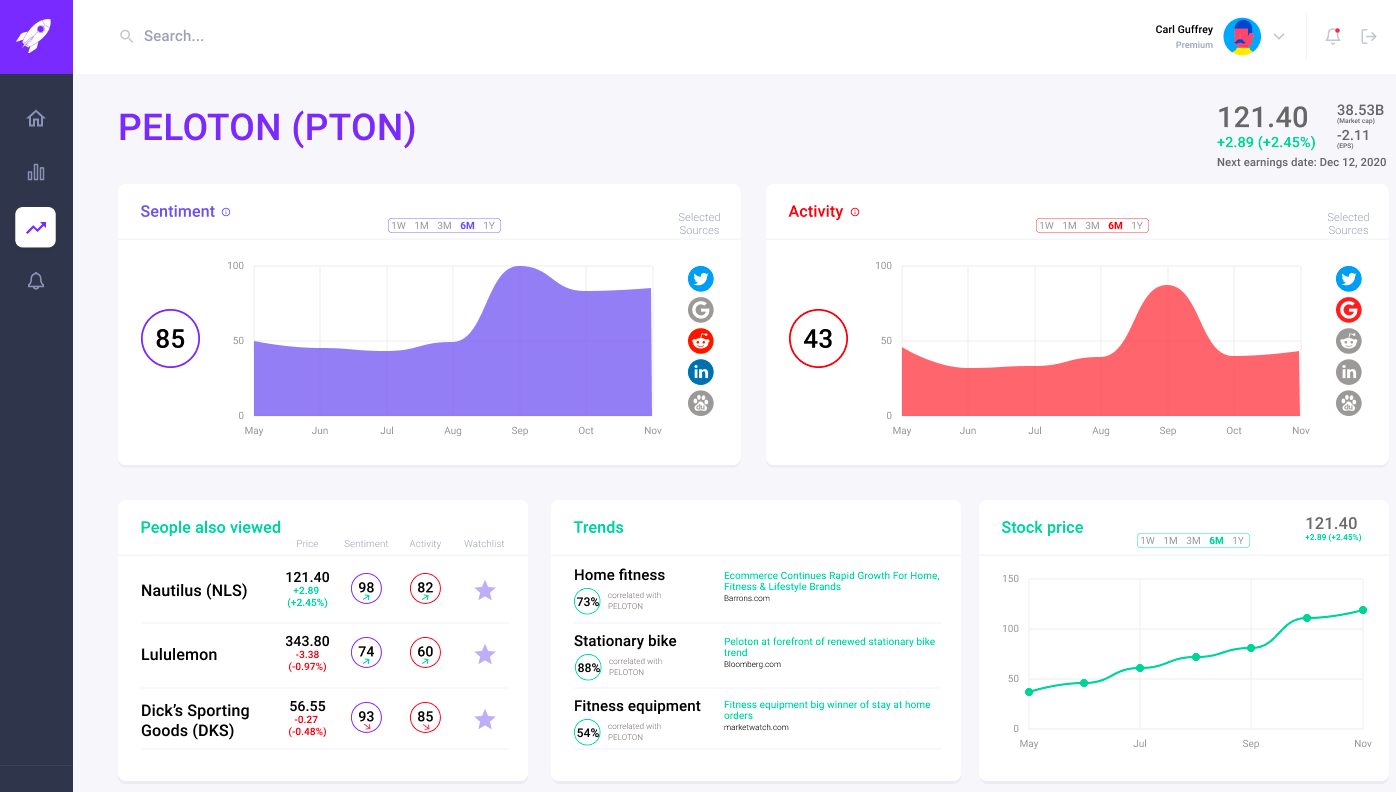 Search...
Carl Guffrey
Premium
PELOTON (PTON)
121.40
+2.89 (+2.45%)
38.53B
(Market cap)
-2.11
(EPS)
Next earnings date: Dec 12, 2020
Sentiment
1W 1M 3M 6M 1Y
Selected
Sources
85
100
50
0
May Jun Jul Aug Sep Oct Nov
G
in
du
Activity
1W 1M 3M 6M 1Y
Selected
Sources
43
100
50
0
May Jun Jul Aug Sep Oct Nov
G
in
du
People also viewed
Price Sentiment Activity Watchlist
Nautilus (NLS)
121.40
+2.89
(+2.45%)
98
82
Lululemon
343.80
-3.38
(-0.97%)
74
60
Dick’s Sporting
Goods (DKS)
56.55
-0.27
(-0.48%)
93
85
Trends
Home fitness
73%
correlated with
PELOTON
Ecommerce Continues Rapid Growth For Home,
Fitness & Lifestyle Brands
Barrons.com
Stationary bike
88%
correlated with
PELOTON
Peloton at forefront of renewed stationary bike
trend
Bloomberg.com
Fitness equipment
54%
correlated with
PELOTON
Fitness equipment big winner of stay at home
orders
marketwatch.com
Stock price
1W 1M 3M 6M 1Y
121.40
+2.89 (+2.45%)
150
100
50
0
May Jul Sep Nov